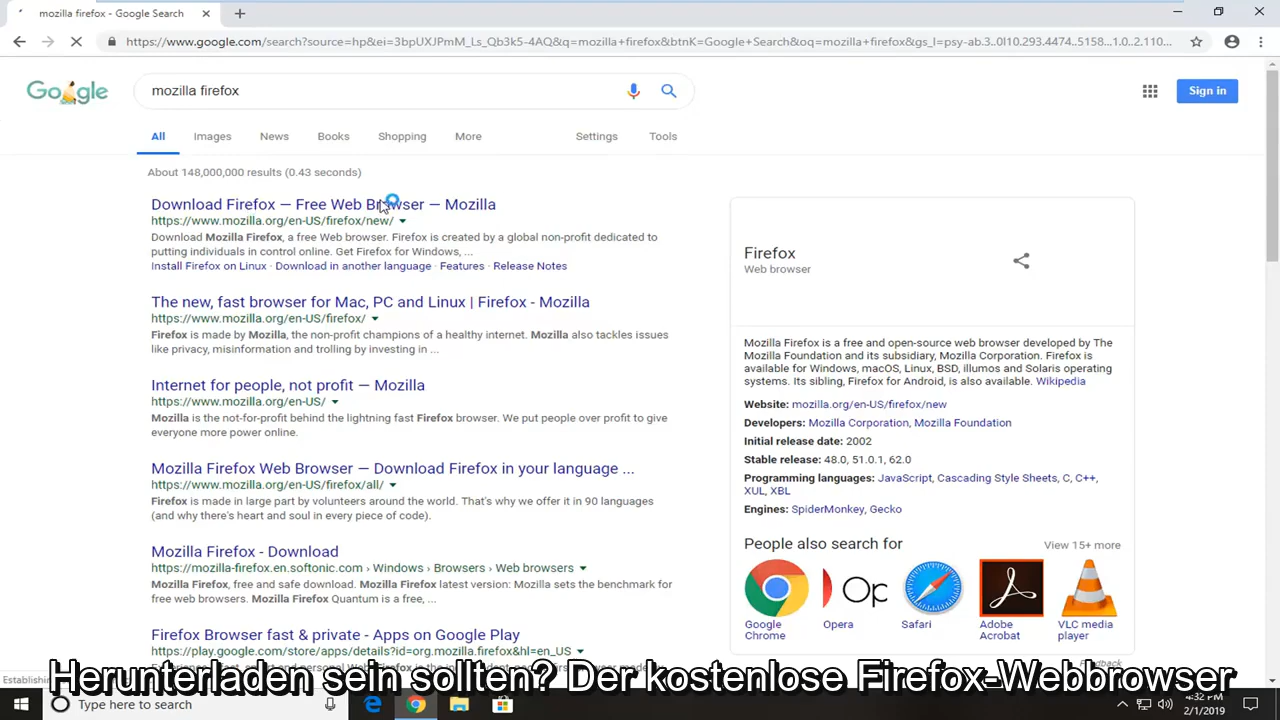 mozilla firefox - Google Search
https://www.google.com/search?source=hp&ei=3bpUXJPmM_Ls_Qb3k5-4AQ&q=mozilla+firefox&btnK=Google+Search&oq=mozilla+firefox&gs_l=psy-ab.3..0l10.293.4474..5158...1.0..2.110...
Google
mozilla firefox
Sign in
All Images News Books Shopping More Settings Tools
About 148,000,000 results (0.43 seconds)
Download Firefox — Free Web Browser — Mozilla
https://www.mozilla.org/en-US/firefox/new/
Download Mozilla Firefox, a free Web browser. Firefox is created by a global non-profit dedicated to
putting individuals in control online. Get Firefox for Windows, ...
Install Firefox on Linux · Download in another language · Features · Release Notes
The new, fast browser for Mac, PC and Linux | Firefox - Mozilla
https://www.mozilla.org/en-US/firefox/
Firefox is made by Mozilla, the non-profit champions of a healthy internet. Mozilla also tackles issues
like privacy, misinformation and trolling by investing in ...
Internet for people, not profit — Mozilla
https://www.mozilla.org/en-US/
Mozilla is the not-for-profit behind the lightning fast Firefox browser. We put people over profit to give
everyone more power online.
Mozilla Firefox Web Browser — Download Firefox in your language ...
https://www.mozilla.org/en-US/firefox/all/
Firefox is made in large part by volunteers around the world. That's why we offer it in 90 languages
(and why there's heart and soul in every piece of code).
Mozilla Firefox - Download
https://mozilla-firefox.en.softonic.com › Windows › Browsers › Web browsers
Mozilla Firefox, free and safe download. Mozilla Firefox latest version: Mozilla sets the benchmark for
free web browsers. Mozilla Firefox Quantum is a free, ...
Firefox Browser fast & private - Apps on Google Play
https://play.google.com/store/apps/details?id=org.mozilla.firefox&hl=en_US
Firefox
Web browser
Mozilla Firefox is a free and open-source web browser developed by The
Mozilla Foundation and its subsidiary, Mozilla Corporation. Firefox is
available for Windows, macOS, Linux, BSD, illumos and Solaris operating
systems. Its sibling, Firefox for Android, is also available. Wikipedia
Website: mozilla.org/en-US/firefox/new
Developers: Mozilla Corporation, Mozilla Foundation
Initial release date: 2002
Stable release: 48.0, 51.0.1, 62.0
Programming languages: JavaScript, Cascading Style Sheets, C, C++,
XUL, XBL
Engines: SpiderMonkey, Gecko
People also search for View 15+ more
Op
Google
Chrome
Opera
Safari
Adobe
Acrobat
VLC media
player
Feedback
Herunterladen sein sollten? Der kostenlose Firefox-Webbrowser
Type here to search
4:32 PM
2/1/2019